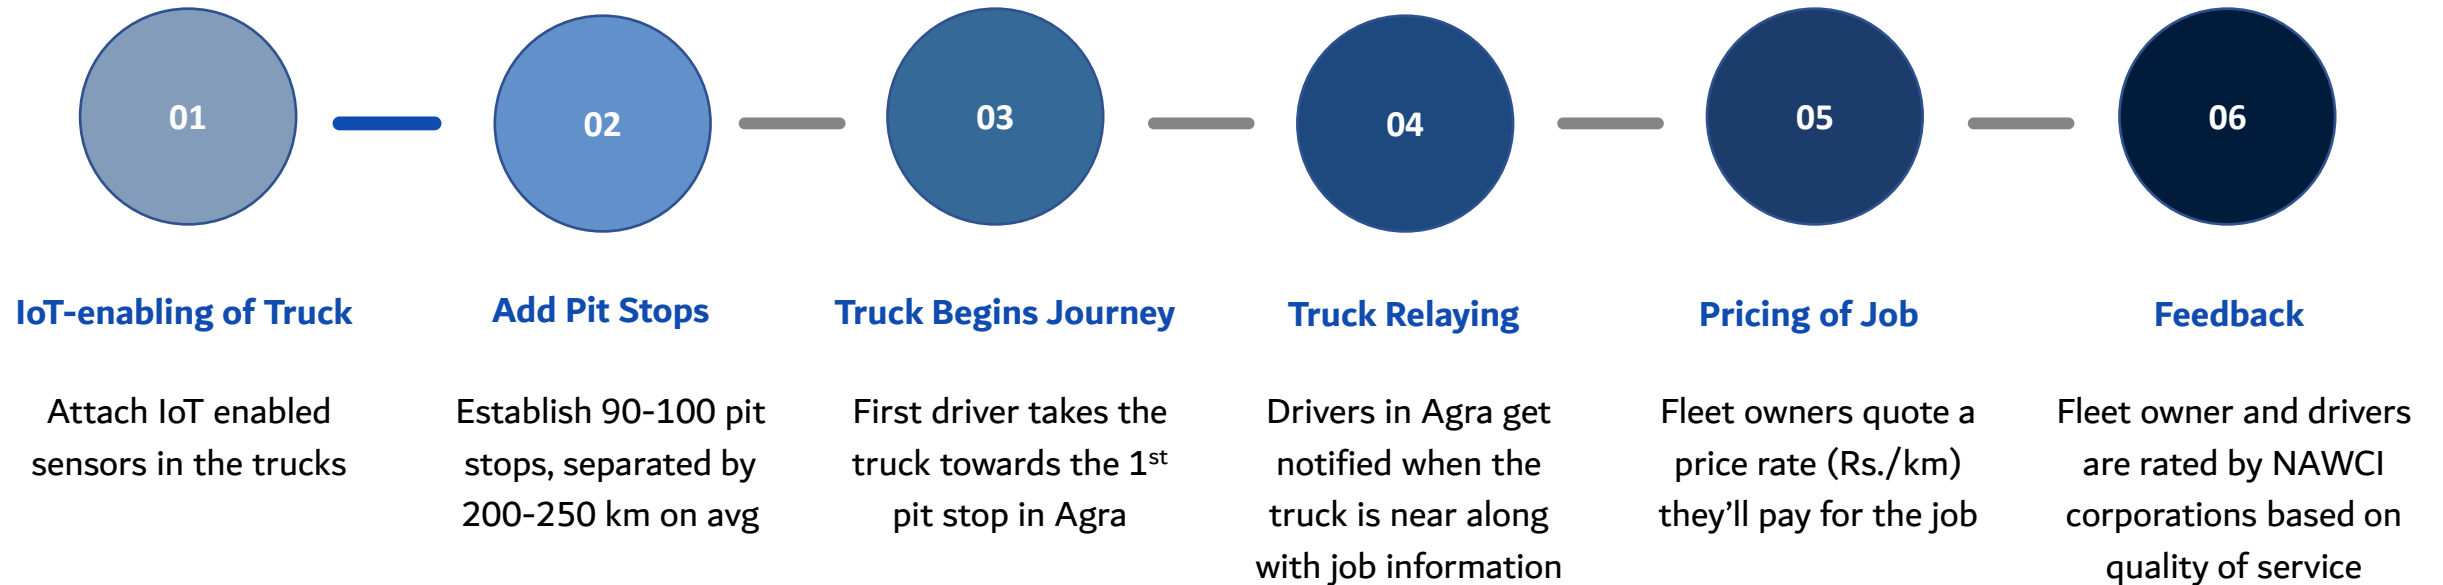 01
02
03
04
05
06
IoT-enabling of Truck
Attach IoT enabled
sensors in the trucks
Add Pit Stops
Establish 90-100 pit
stops, separated by
200-250 km on avg
Truck Begins Journey
First driver takes the
truck towards the 1st
pit stop in Agra
Truck Relaying
Drivers in Agra get
notified when the
truck is near along
with job information
Pricing of Job
Fleet owners quote a
price rate (Rs./km)
they’ll pay for the job
Feedback
Fleet owner and drivers
are rated by NAWCI
corporations based on
quality of service